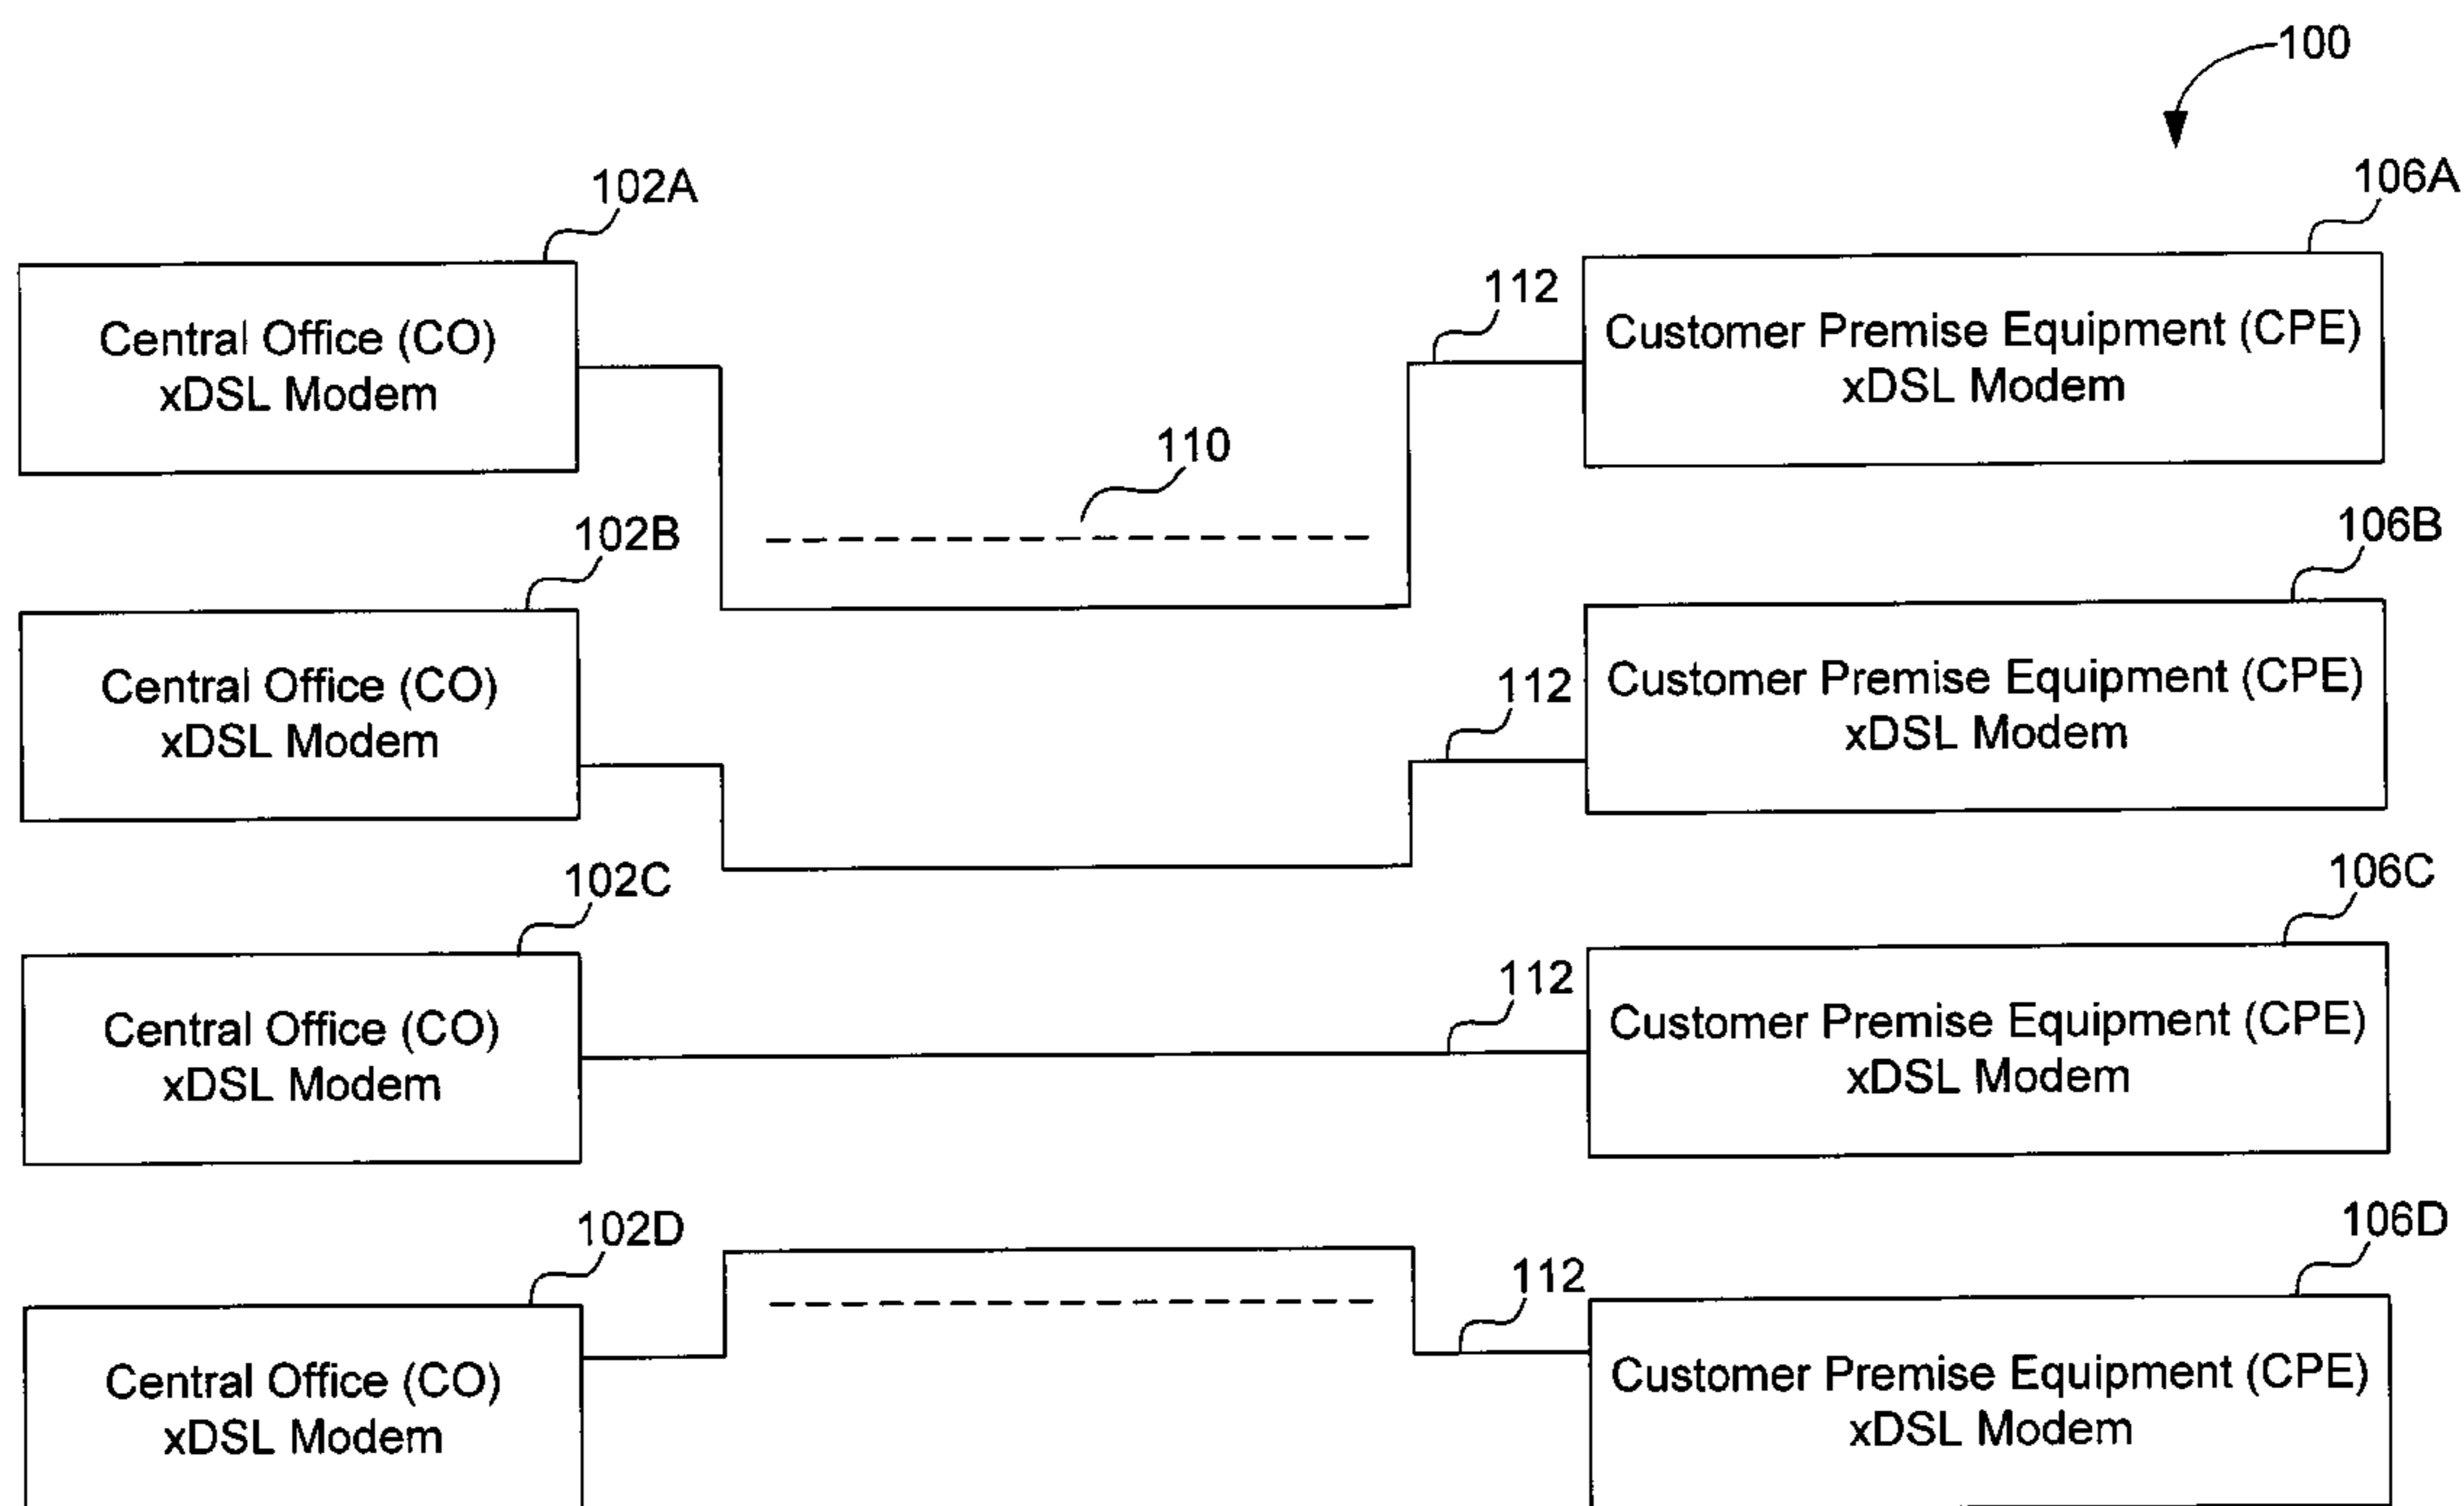 100
102A
106A
112
Central Office (CO)
xDSL Modem
Customer Premise Equipment (CPE)
xDSL Modem
110
102B
106B
Central Office (CO)
xDSL Modem
112
Customer Premise Equipment (CPE)
xDSL Modem
102C
106C
112
Central Office (CO)
xDSL Modem
Customer Premise Equipment (CPE)
xDSL Modem
102D
106D
112
Central Office (CO)
xDSL Modem
Customer Premise Equipment (CPE)
xDSL Modem